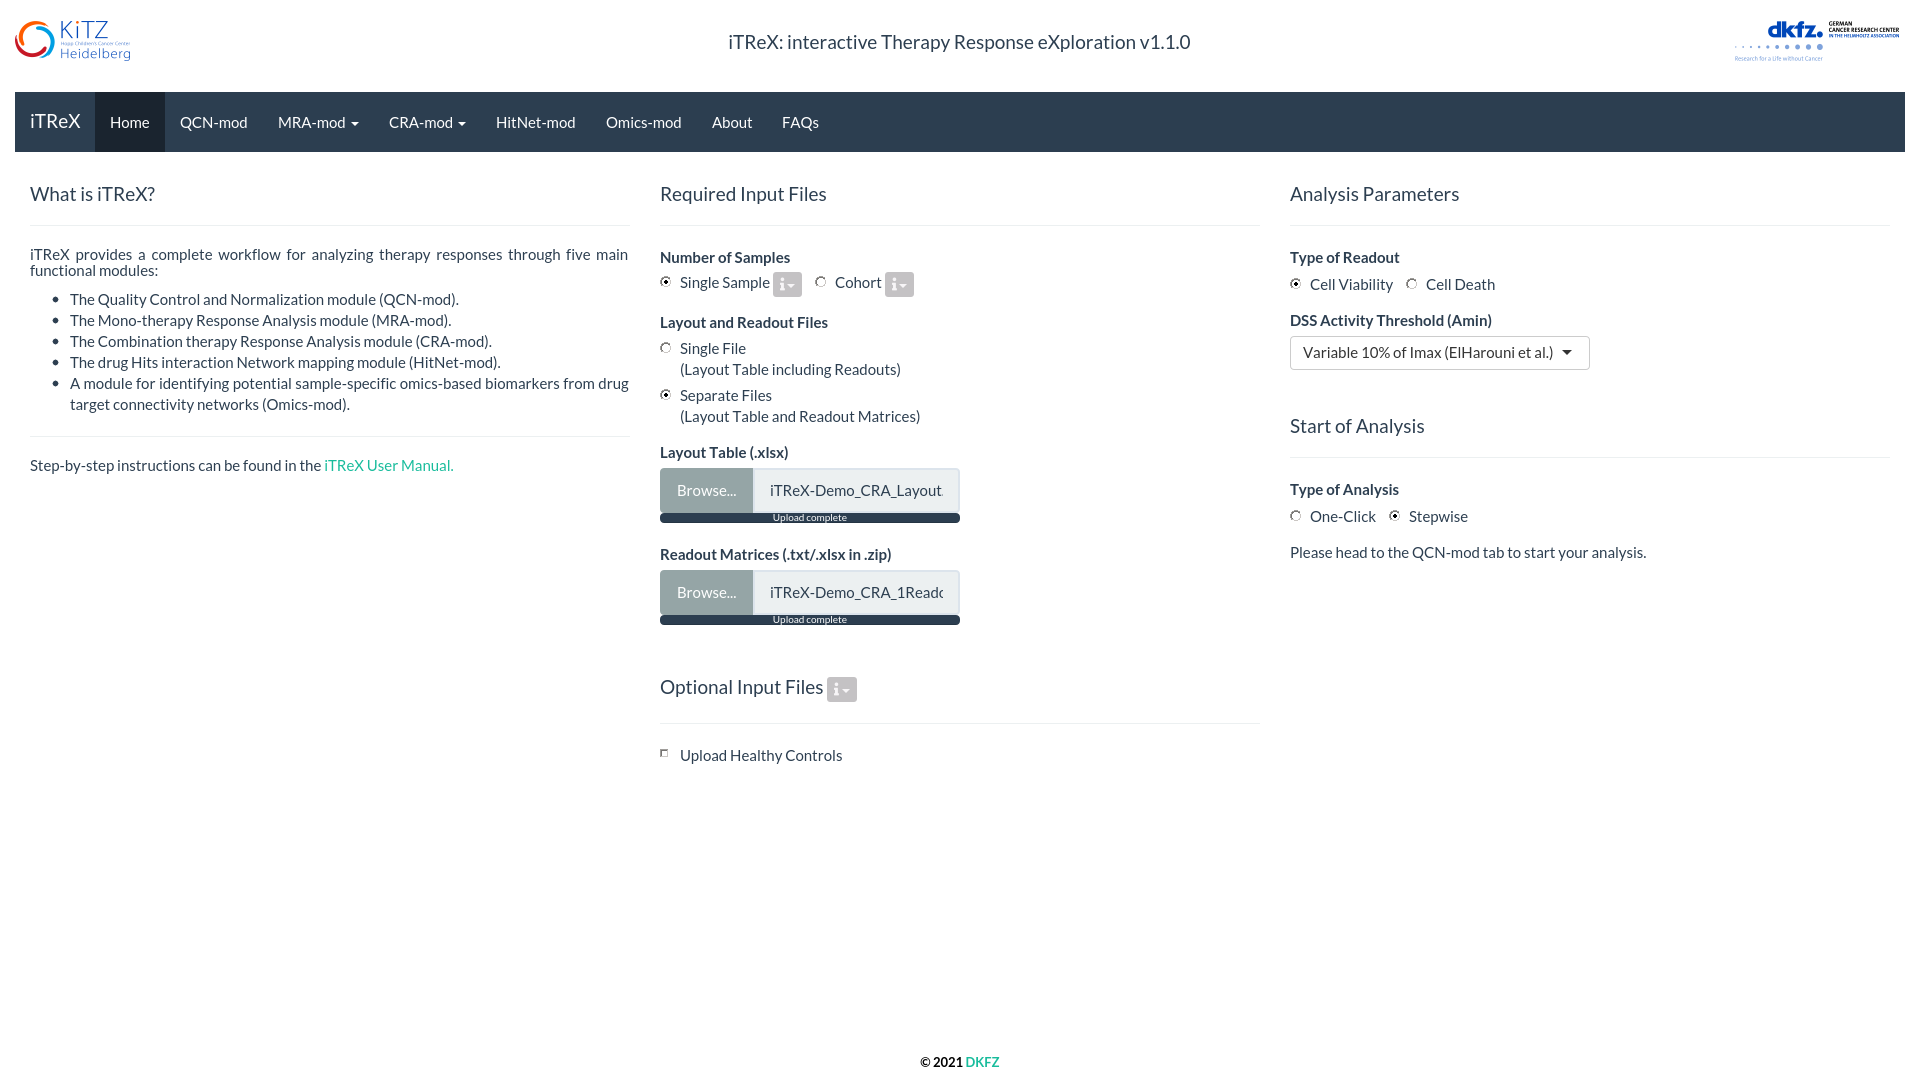 KiTZ
Hopp Children's Cancer Center
Heidelberg
iTReX: interactive Therapy Response eXploration v1.1.0
dkfz.
GERMAN
CANCER RESEARCH CENTER
IN THE HELMHOLTZ ASSOCIATION
Research for a Life without Cancer
iTReX Home QCN-mod MRA-mod CRA-mod HitNet-mod Omics-mod About FAQs
What is iTReX?
iTReX provides a complete workflow for analyzing therapy responses through five main
functional modules:
• The Quality Control and Normalization module (QCN-mod).
• The Mono-therapy Response Analysis module (MRA-mod).
• The Combination therapy Response Analysis module (CRA-mod).
• The drug Hits interaction Network mapping module (HitNet-mod).
• A module for identifying potential sample-specific omics-based biomarkers from drug
target connectivity networks (Omics-mod).
Step-by-step instructions can be found in the iTReX User Manual.
Required Input Files
Number of Samples
Single Sample i Cohort i
Layout and Readout Files
Single File
(Layout Table including Readouts)
Separate Files
(Layout Table and Readout Matrices)
Layout Table (.xlsx)
Browse... iTReX-Demo_CRA_Layout.
Upload complete
Readout Matrices (.txt/.xlsx in .zip)
Browse... iTReX-Demo_CRA_1Reado
Upload complete
Optional Input Files i
Upload Healthy Controls
Analysis Parameters
Type of Readout
Cell Viability Cell Death
DSS Activity Threshold (Amin)
Variable 10% of Imax (ElHarouni et al.)
Start of Analysis
Type of Analysis
One-Click Stepwise
Please head to the QCN-mod tab to start your analysis.
© 2021 DKFZ